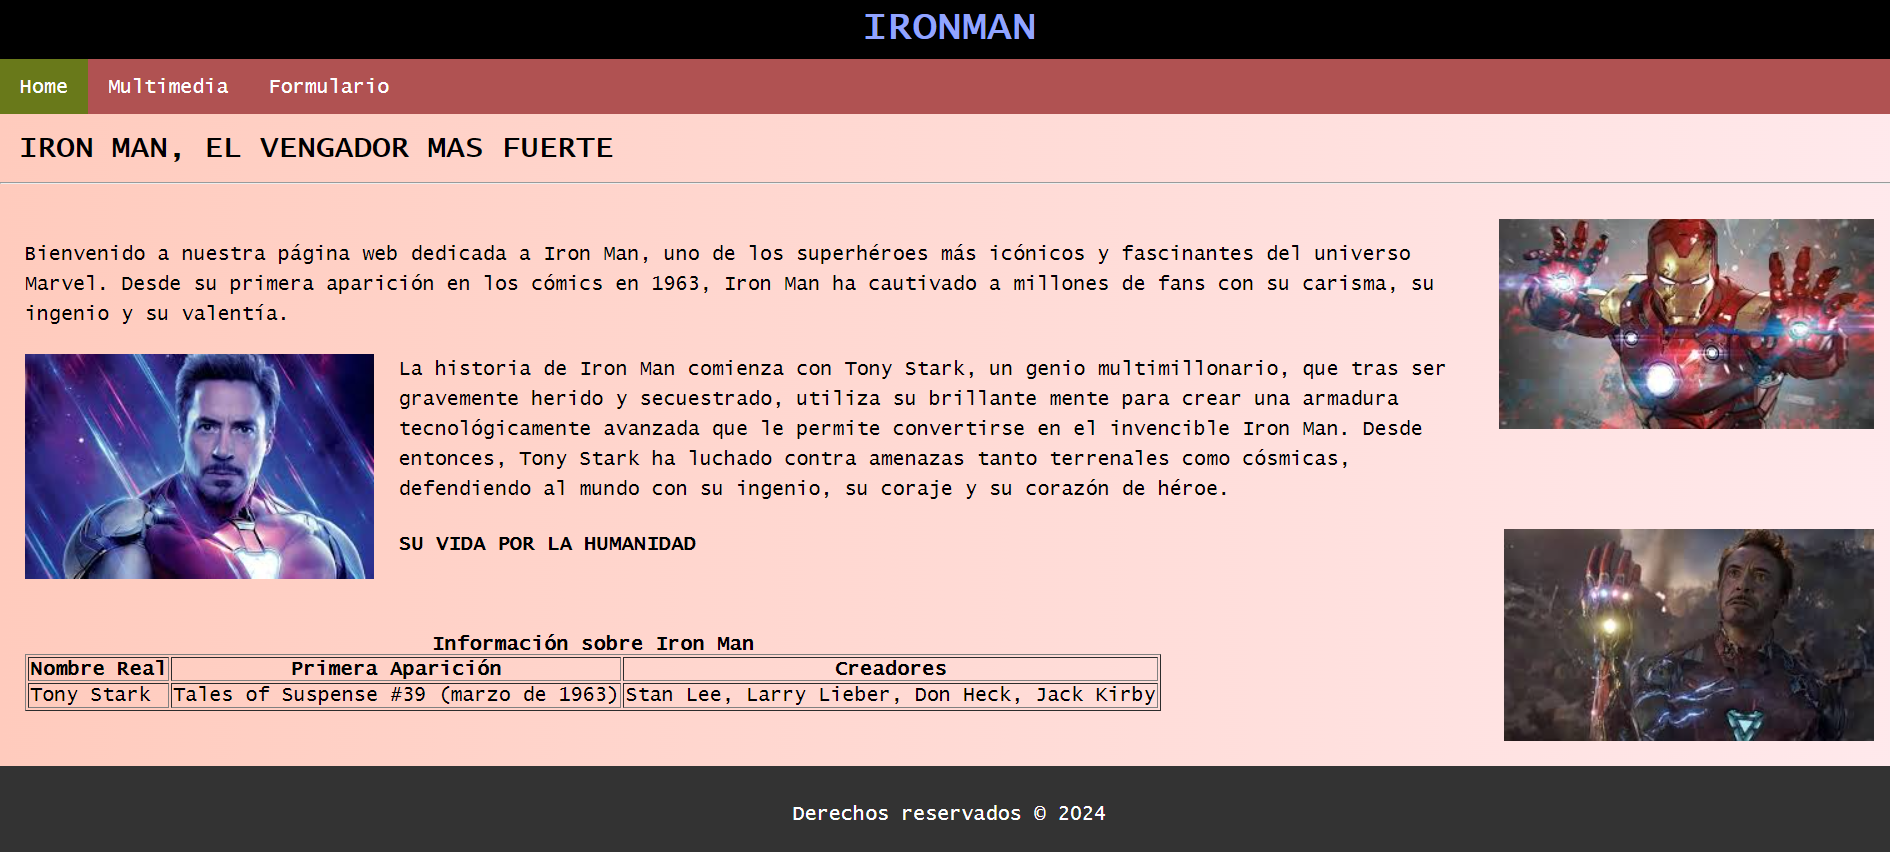 IRONMAN
Home Multimedia Formulario
IRON MAN, EL VENGADOR MAS FUERTE
Bienvenido a nuestra página web dedicada a Iron Man, uno de los superhéroes más icónicos y fascinantes del universo
Marvel. Desde su primera aparición en los cómics en 1963, Iron Man ha cautivado a millones de fans con su carisma, su
ingenio y su valentía.
La historia de Iron Man comienza con Tony Stark, un genio multimillonario, que tras ser
gravemente herido y secuestrado, utiliza su brillante mente para crear una armadura
tecnológicamente avanzada que le permite convertirse en el invencible Iron Man. Desde
entonces, Tony Stark ha luchado contra amenazas tanto terrenales como cósmicas,
defendiendo al mundo con su ingenio, su coraje y su corazón de héroe.
SU VIDA POR LA HUMANIDAD
Información sobre Iron Man
Nombre Real Primera Aparición Creadores
Tony Stark Tales of Suspense #39 (marzo de 1963) Stan Lee, Larry Lieber, Don Heck, Jack Kirby
Derechos reservados © 2024